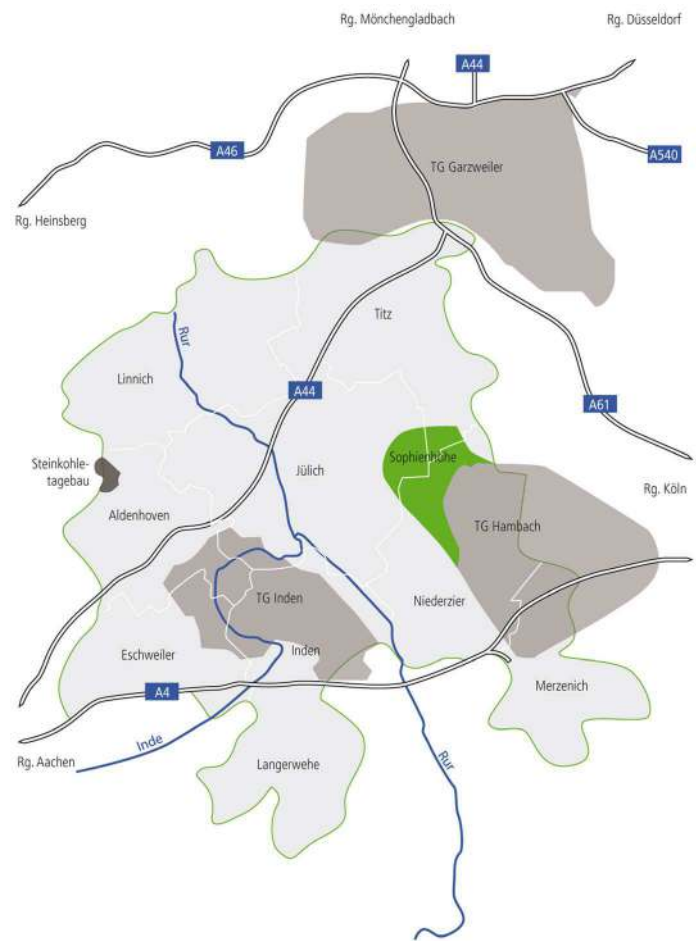 Rg. Mönchengladbach
Rg. Düsseldorf
A44
A46
A540
TG Garzweiler
Rg. Heinsberg
Titz
Rur
Linnich
A44
A61
Sophienhöhe
Steinkohle-
tagebau
Jülich
Rg. Köln
Aldenhoven
TG Hambach
TG Inden
Niederzier
Eschweiler
Inden
A4
Merzenich
Inde
Rg. Aachen
Langerwehe
Rur